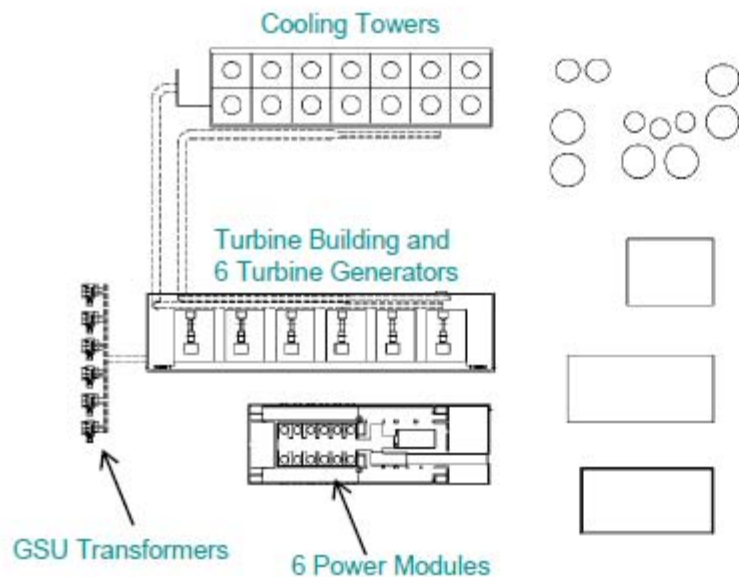 Cooling Towers
Turbine Building and
6 Turbine Generators
GSU Transformers
6 Power Modules